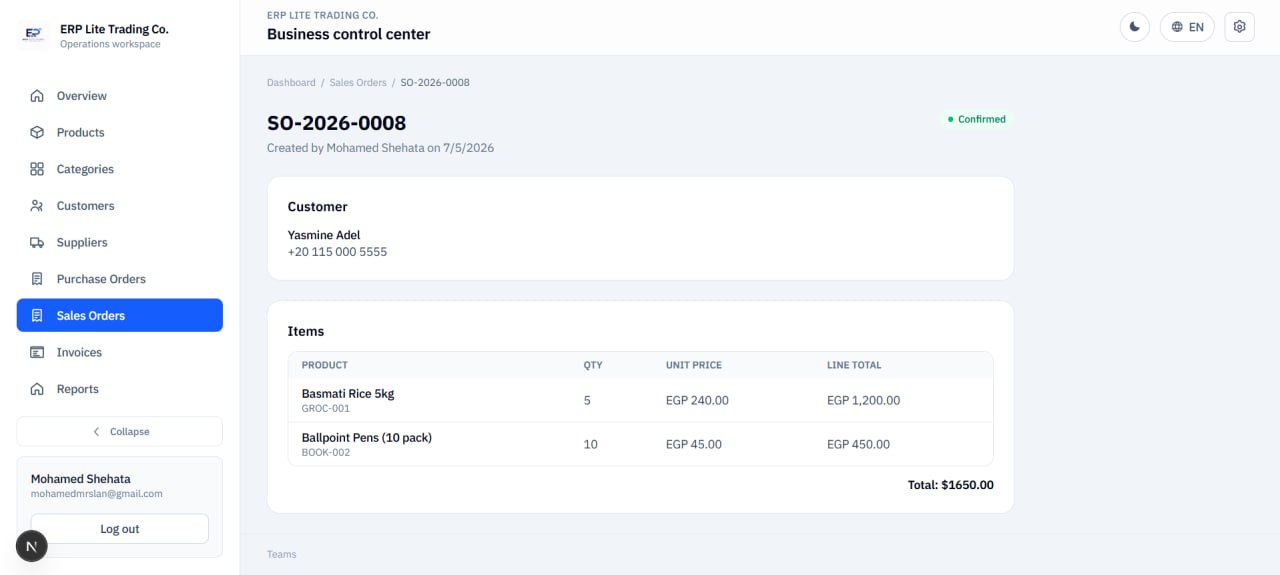 ERP
ERP Lite Trading Co.
Operations workspace
Overview
Products
Categories
Customers
Suppliers
Purchase Orders
Sales Orders
Invoices
Reports
Collapse
Mohamed Shehata
mohamedmrslan@gmail.com
Log out
N
ERP LITE TRADING CO.
Business control center
EN
Dashboard / Sales Orders / SO-2026-0008
SO-2026-0008
Confirmed
Created by Mohamed Shehata on 7/5/2026
Customer
Yasmine Adel
+20 115 000 5555
Items
PRODUCT QTY UNIT PRICE LINE TOTAL
Basmati Rice 5kg 5 EGP 240.00 EGP 1,200.00
GROC-001
Ballpoint Pens (10 pack) 10 EGP 45.00 EGP 450.00
BOOK-002
Total: $1650.00
Teams